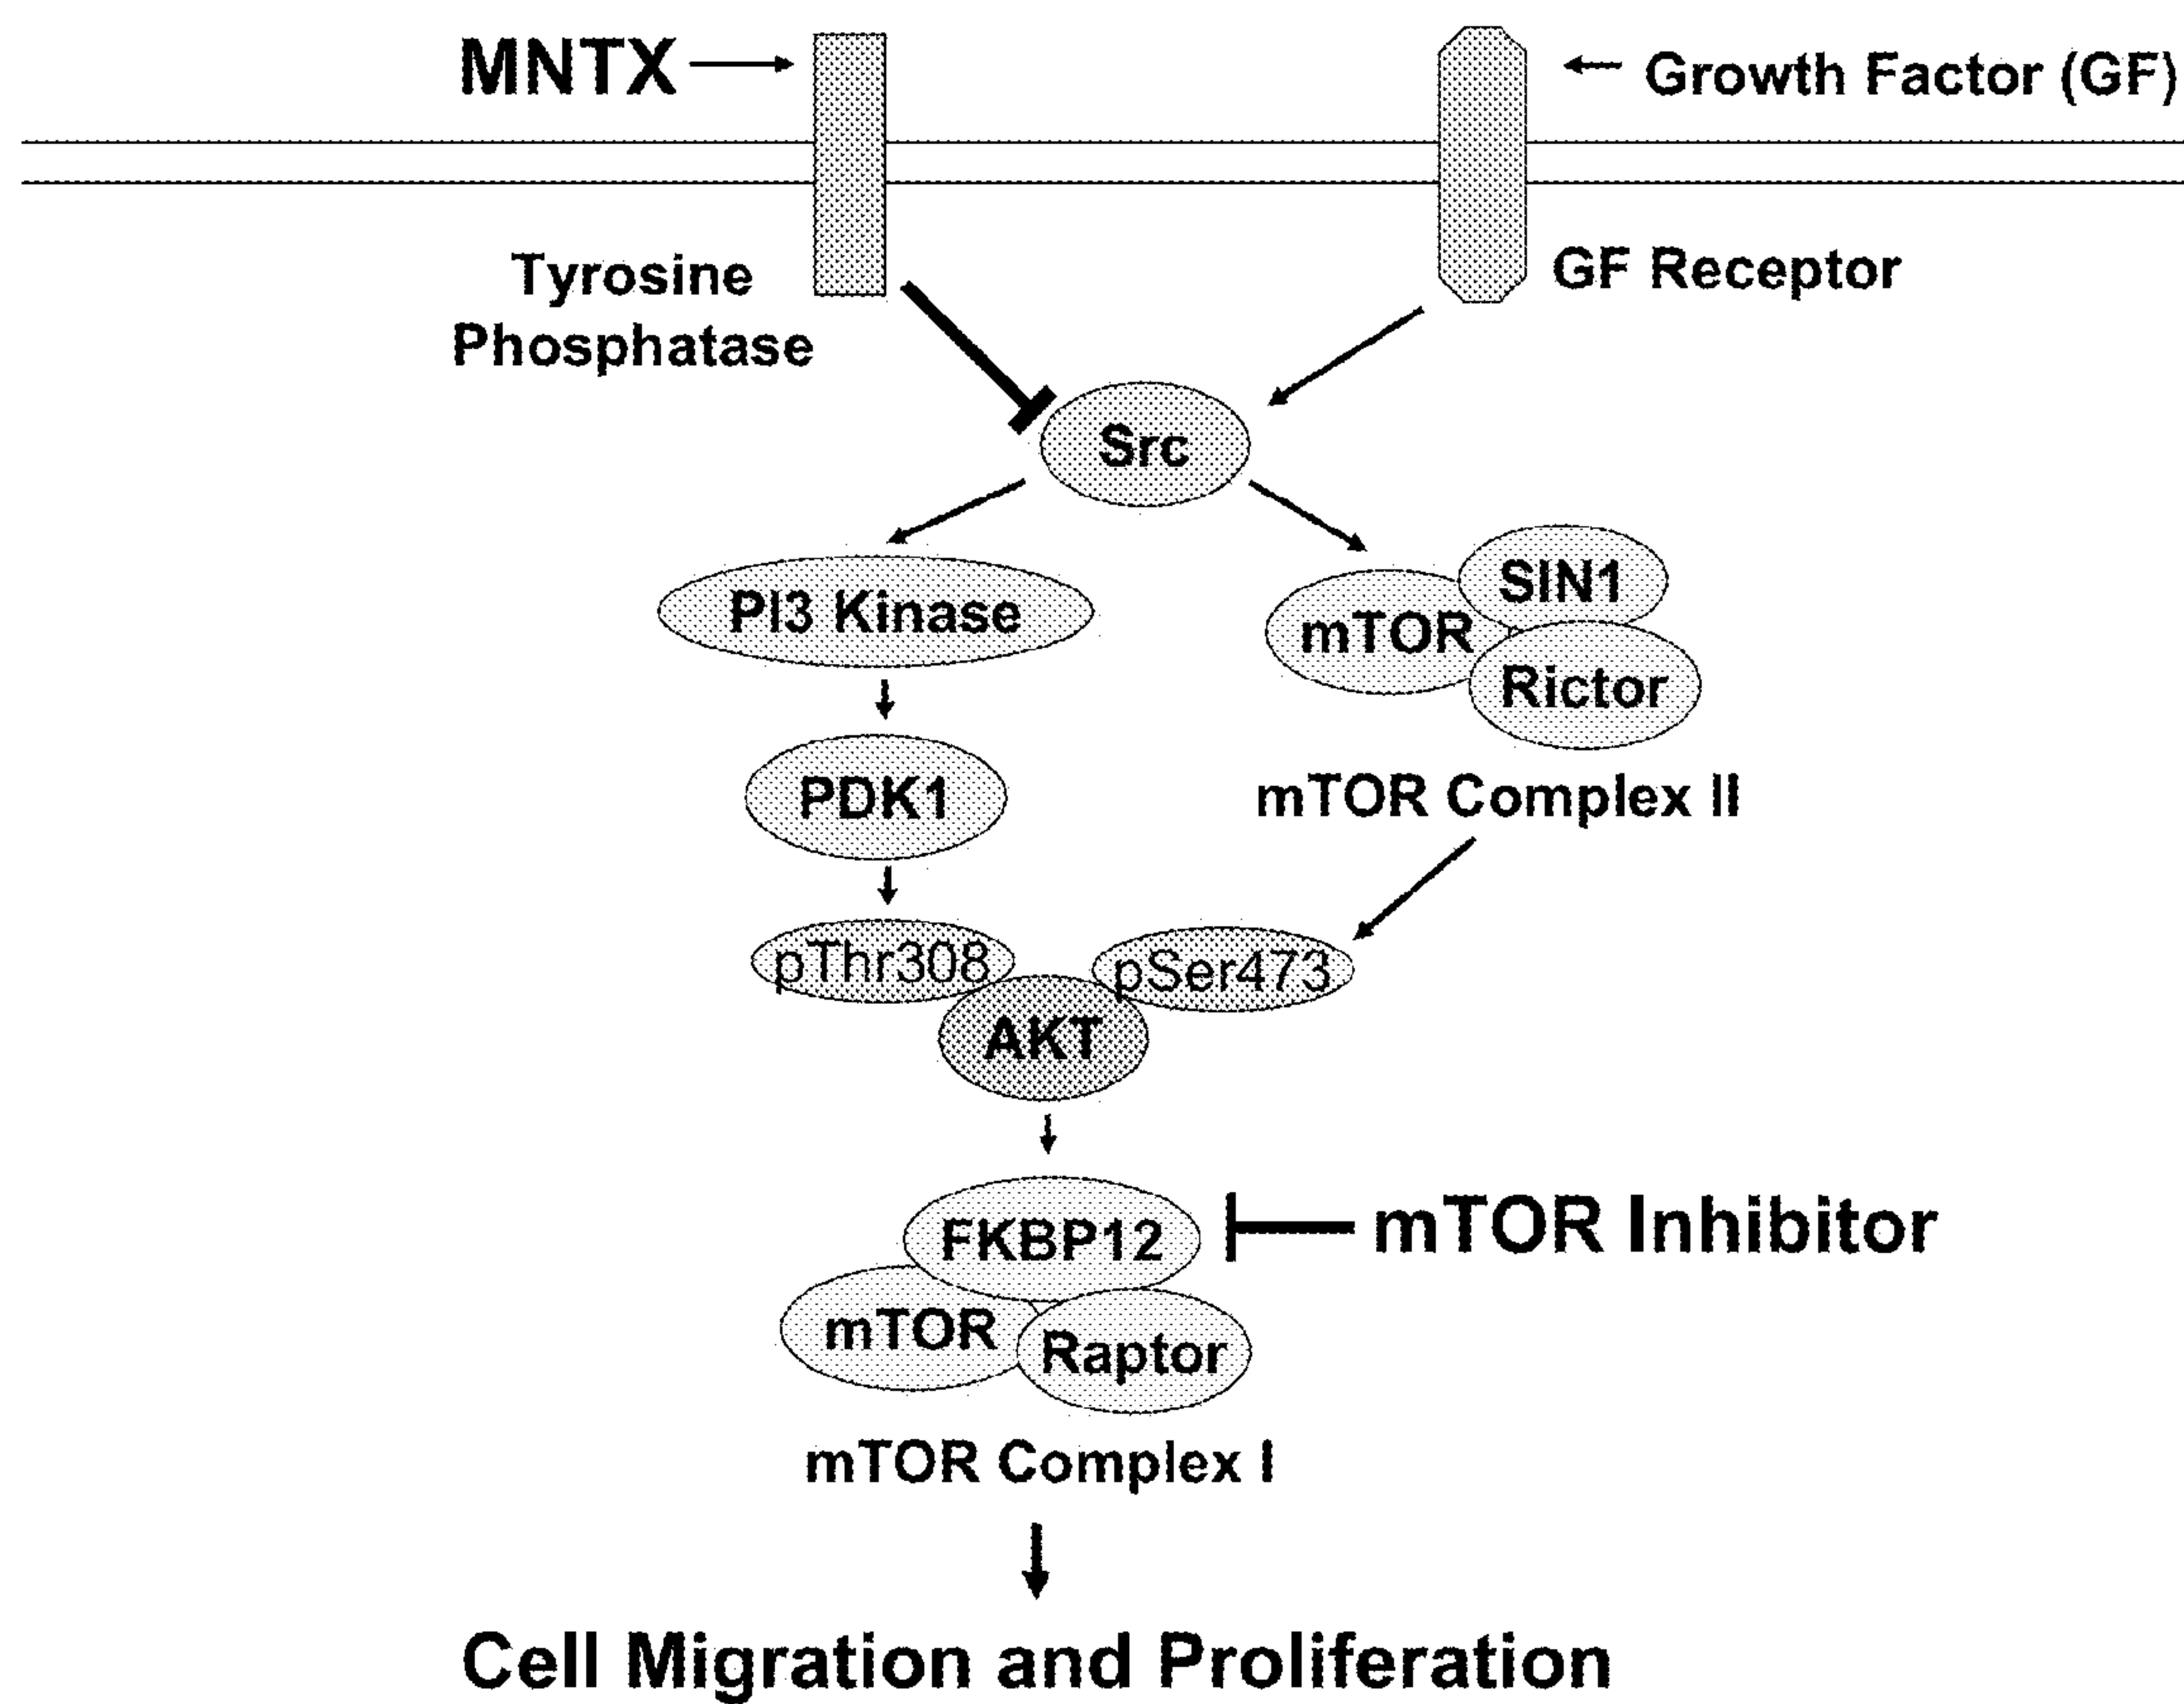 MNTX
Growth Factor (GF)
Tyrosine
Phosphatase
GF Receptor
Src
PI3 Kinase
SIN1
mTOR
Rictor
PDK1
mTOR Complex II
pThr308
pSer473
AKT
FKBP12
mTOR Inhibitor
mTOR
Raptor
mTOR Complex I
Cell Migration and Proliferation